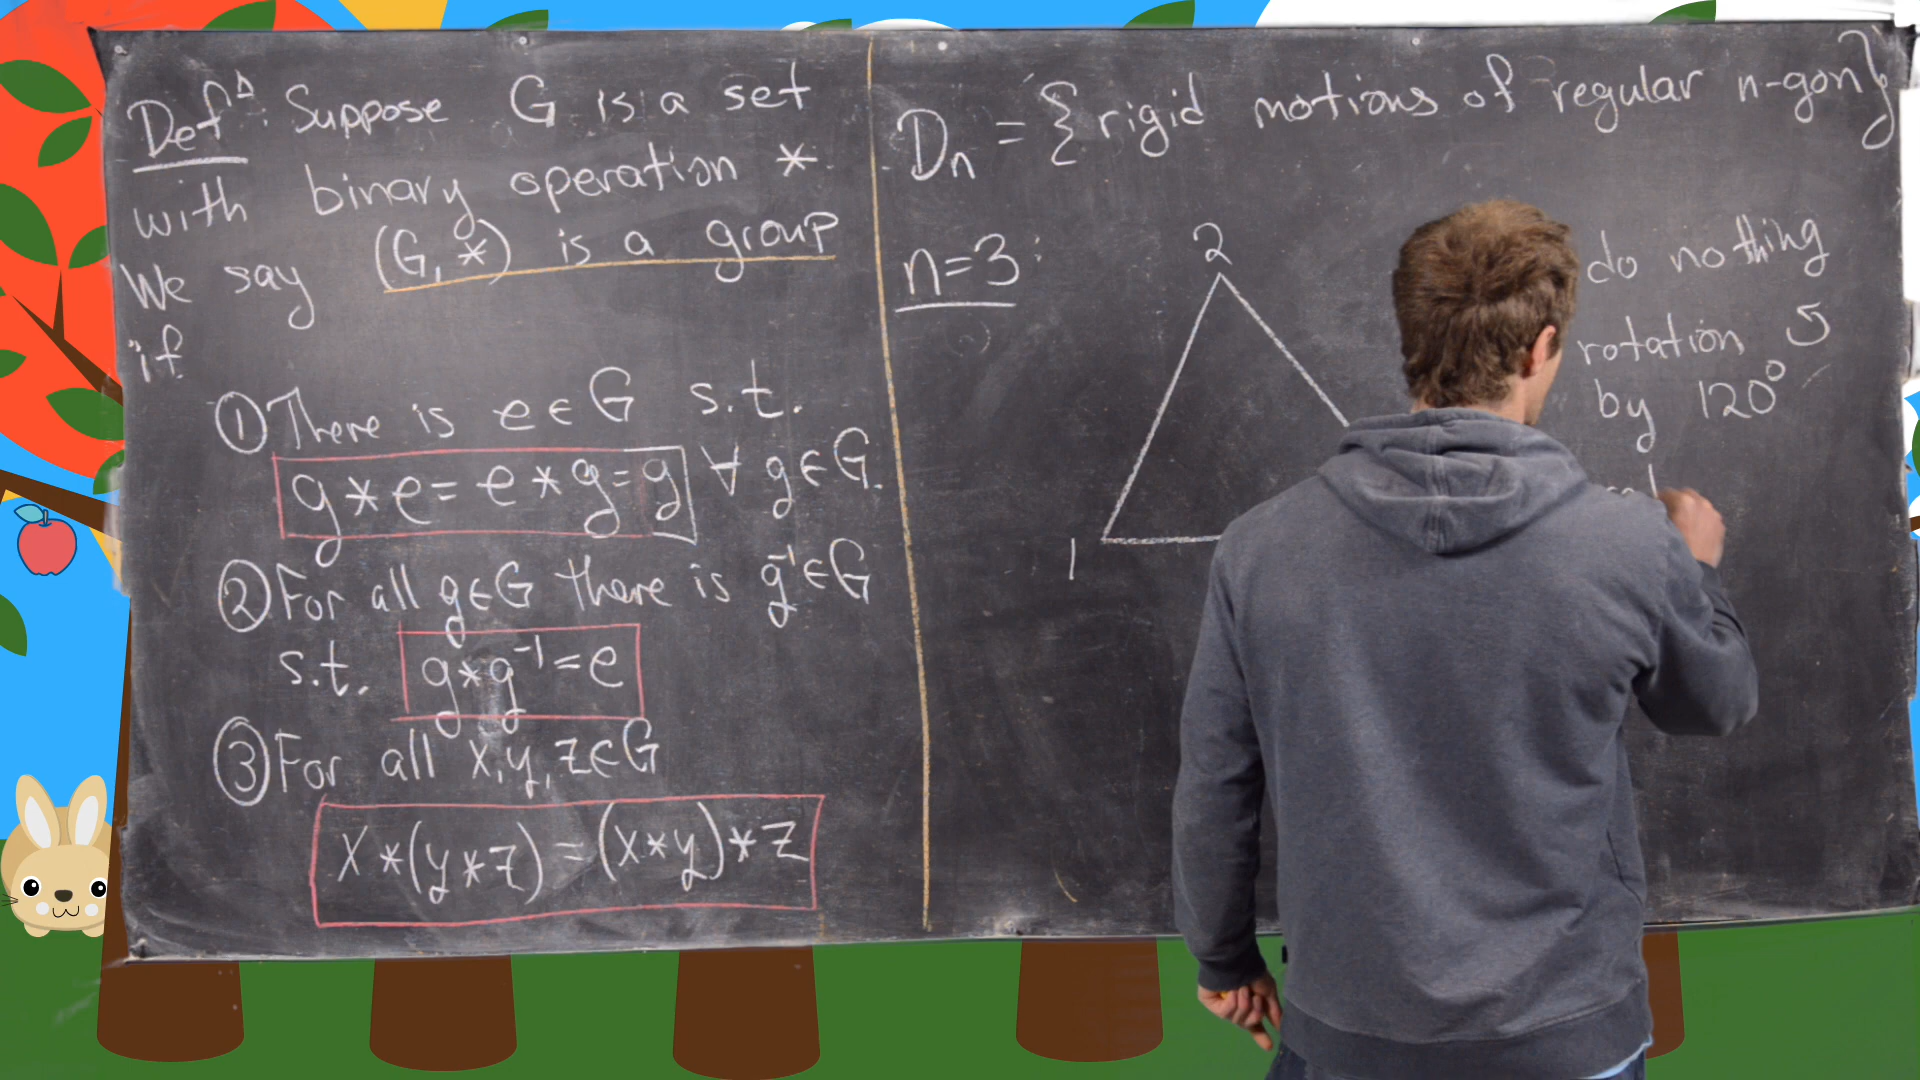 Defⁿ: Suppose G is a set
with binary operation *.
We say (G, *) is a group
if
① There is e ∈ G s.t.
g * e = e * g = g ∀ g ∈ G.
② For all g ∈ G there is g⁻¹ ∈ G
s.t. g * g⁻¹ = e
③ For all x, y, z ∈ G
x * (y * z) = (x * y) * z
Dₙ = {rigid motions of regular n-gon}
n=3:
2
1
do nothing
rotation ↺
by 120°